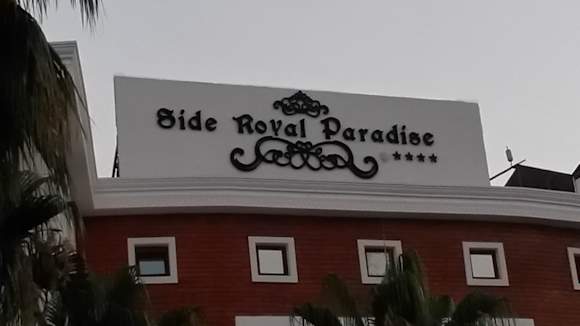 Side Royal Paradise
****